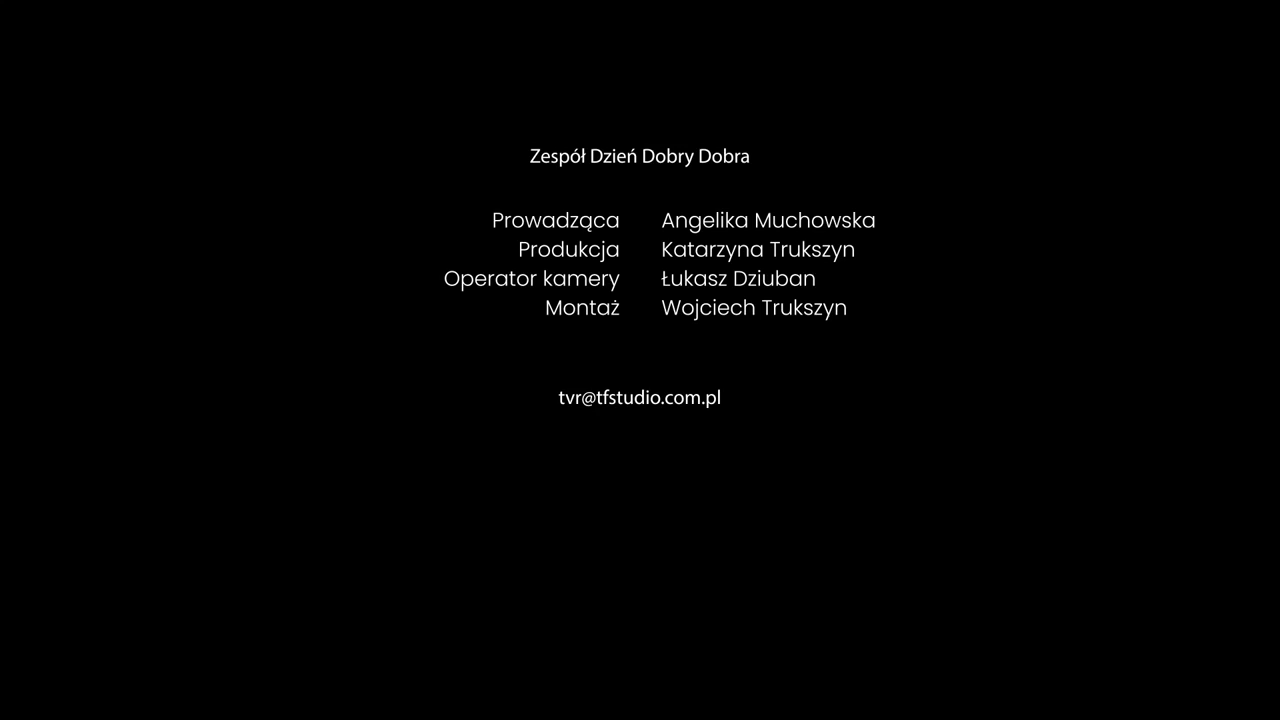 Zespół Dzień Dobry Dobra
Prowadząca Angelika Muchowska
Produkcja Katarzyna Trukszyn
Operator kamery Łukasz Dziuban
Montaż Wojciech Trukszyn
tvr@tfstudio.com.pl